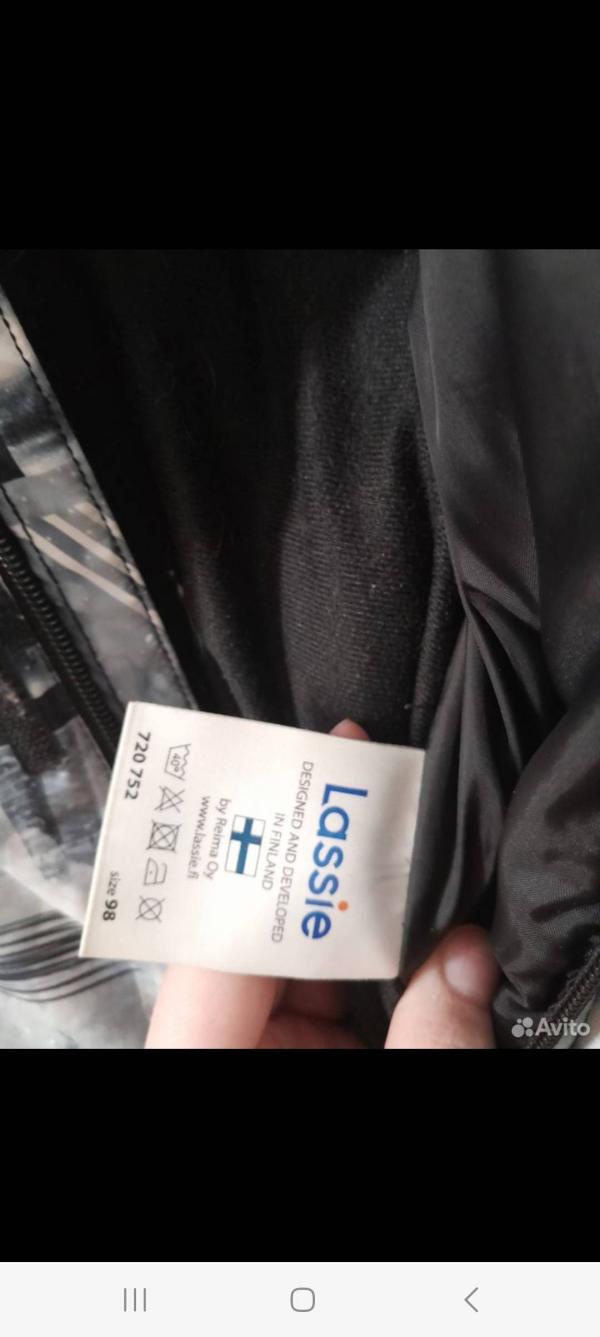 Lassie
DESIGNED AND DEVELOPED
IN FINLAND
by Reima Oy
www.lassie.fi
40°
720 752
size 98
Avito